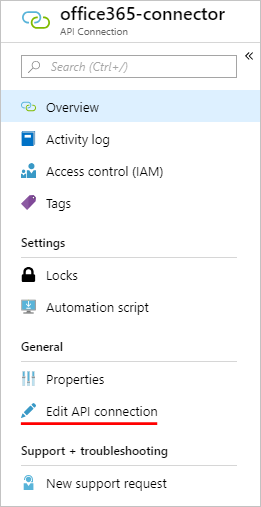 office365-connector
API Connection
Search (Ctrl+/)
«
Overview
Activity log
Access control (IAM)
Tags
Settings
Locks
Automation script
General
Properties
Edit API connection
Support + troubleshooting
New support request